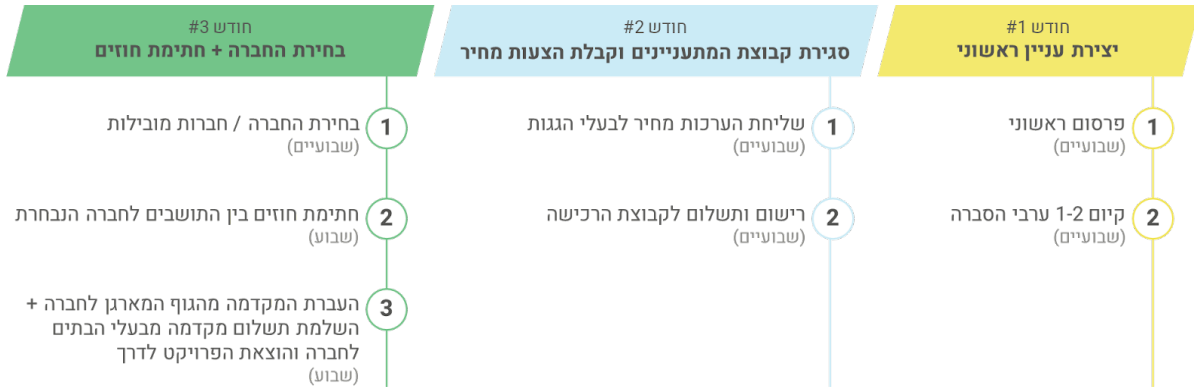 חודש #1
יצירת עניין ראשוני
1
פרסום ראשוני
(שבועיים)
2
קיום 1-2 ערבי הסברה
(שבועיים)
חודש #2
סגירת קבוצת המתעניינים וקבלת הצעות מחיר
1
שליחת הערכות מחיר לבעלי הגגות
(שבועיים)
2
רישום ותשלום לקבוצת הרכישה
(שבועיים)
חודש #3
בחירת החברה + חתימת חוזים
1
בחירת החברה / חברות מובילות
(שבועיים)
2
חתימת חוזים בין התושבים לחברה הנבחרת
(שבוע)
3
העברת המקדמה מהגוף המארגן לחברה +
השלמת תשלום מקדמה מבעלי הבתים
לחברה והוצאת הפרויקט לדרך
(שבוע)